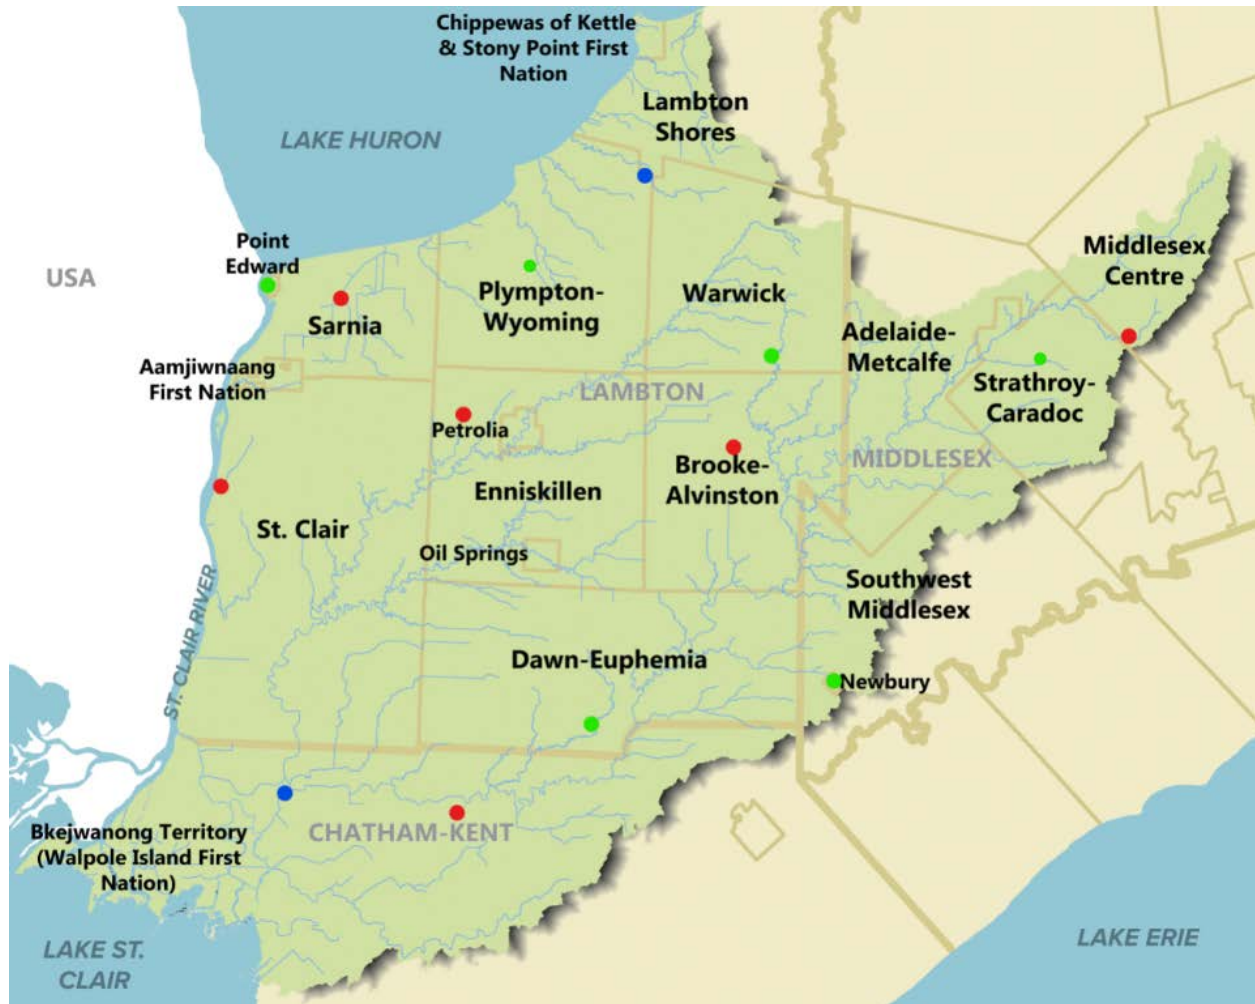 Chippewas of Kettle
& Stony Point First
Nation
Lambton
Shores
LAKE HURON
Point
Edward
USA
Middlesex
Centre
Plympton-
Wyoming
Warwick
Sarnia
Adelaide-
Metcalfe
Aamjiwnaang
First Nation
LAMBTON
Strathroy-
Caradoc
Petrolia
MIDDLESEX
Brooke-
Alvinston
Enniskillen
St. Clair
Oil Springs
Southwest
Middlesex
ST. CLAIR RIVER
Dawn-Euphemia
Newbury
CHATHAM-KENT
Bkejwanong Territory
(Walpole Island First
Nation)
LAKE ST.
CLAIR
LAKE ERIE